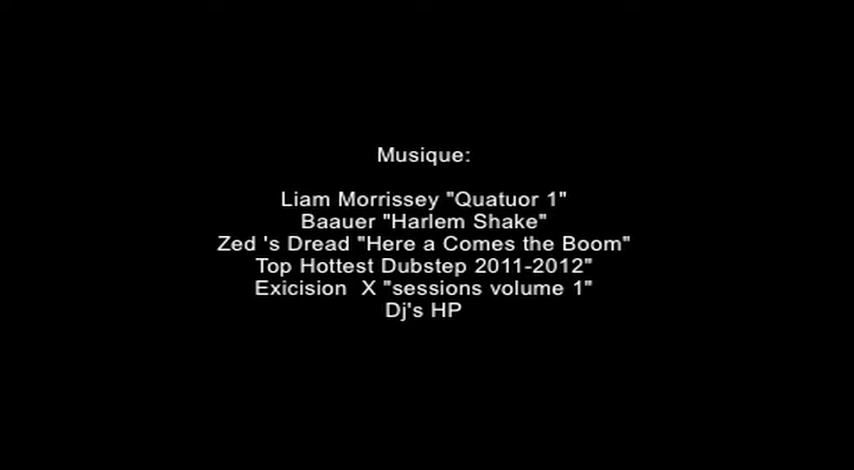 Musique:
Liam Morrissey "Quatuor 1"
Baauer "Harlem Shake"
Zed 's Dread "Here a Comes the Boom"
Top Hottest Dubstep 2011-2012"
Exicision  X "sessions volume 1"
Dj's HP